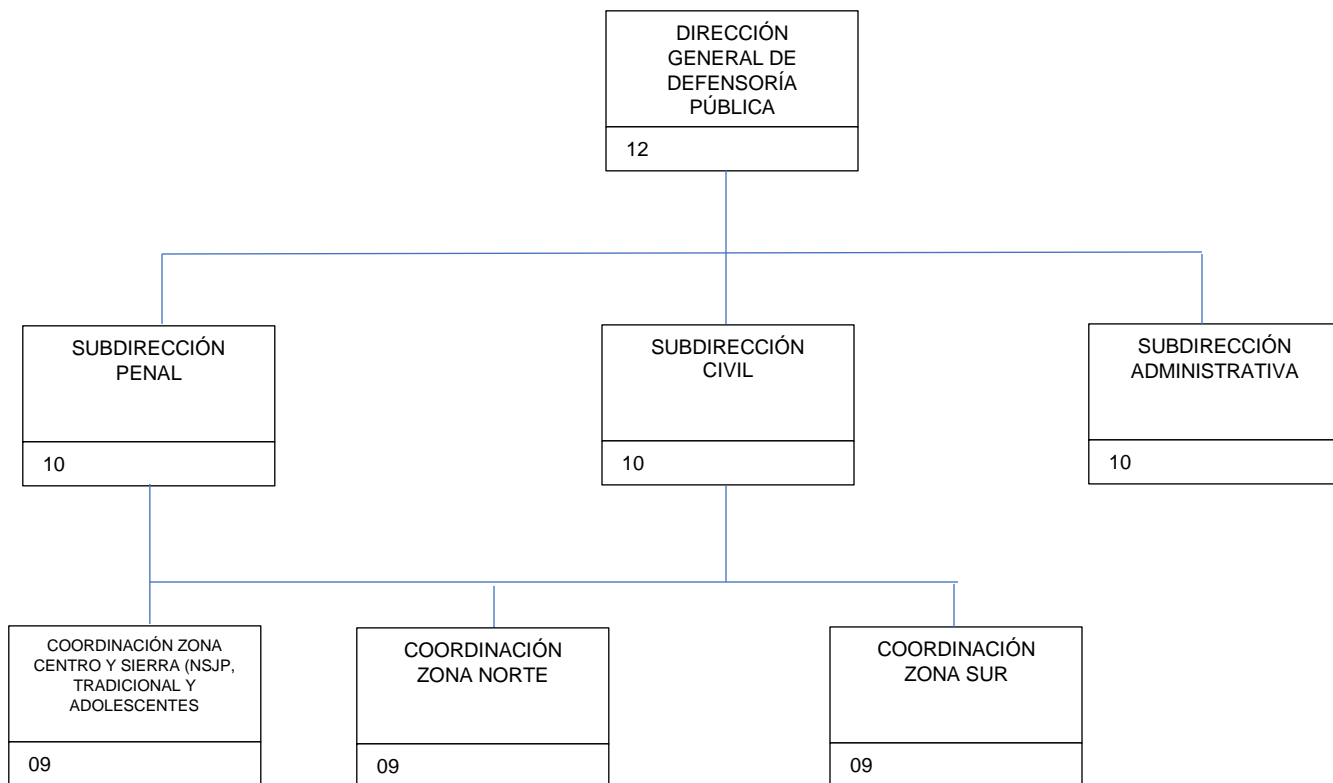 DIRECCIÓN
GENERAL DE
DEFENSORÍA
PÚBLICA
12
SUBDIRECCIÓN
PENAL
10
SUBDIRECCIÓN
CIVIL
10
SUBDIRECCIÓN
ADMINISTRATIVA
10
COORDINACIÓN ZONA
CENTRO Y SIERRA (NSJP,
TRADICIONAL Y
ADOLESCENTES
09
COORDINACIÓN
ZONA NORTE
09
COORDINACIÓN
ZONA SUR
09